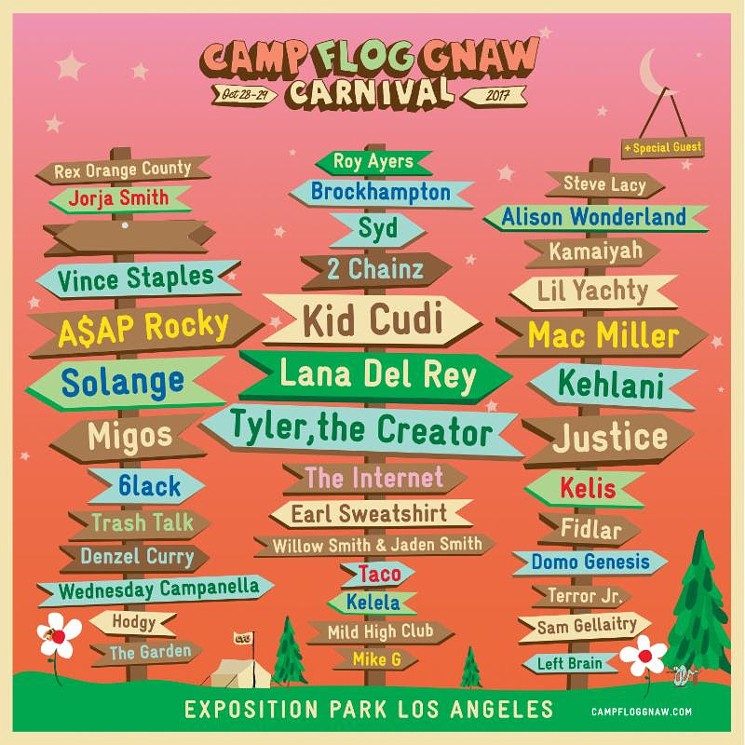 CAMP FLOG GNAW
Oct 28-29
CARNIVAL
2017
+ Special Guest
Rex Orange County
Jorja Smith
Vince Staples
A$AP Rocky
Solange
Migos
6lack
Trash Talk
Denzel Curry
Wednesday Campanella
Hodgy
The Garden
Roy Ayers
Brockhampton
Syd
2 Chainz
Kid Cudi
Lana Del Rey
Tyler,the Creator
The Internet
Earl Sweatshirt
Willow Smith & Jaden Smith
Taco
Kelela
Mild High Club
Mike G
Steve Lacy
Alison Wonderland
Kamaiyah
Lil Yachty
Mac Miller
Kehlani
Justice
Kelis
Fidlar
Domo Genesis
Terror Jr.
Sam Gellaitry
Left Brain
EXPOSITION PARK LOS ANGELES
CAMPFLOGGNAW.COM